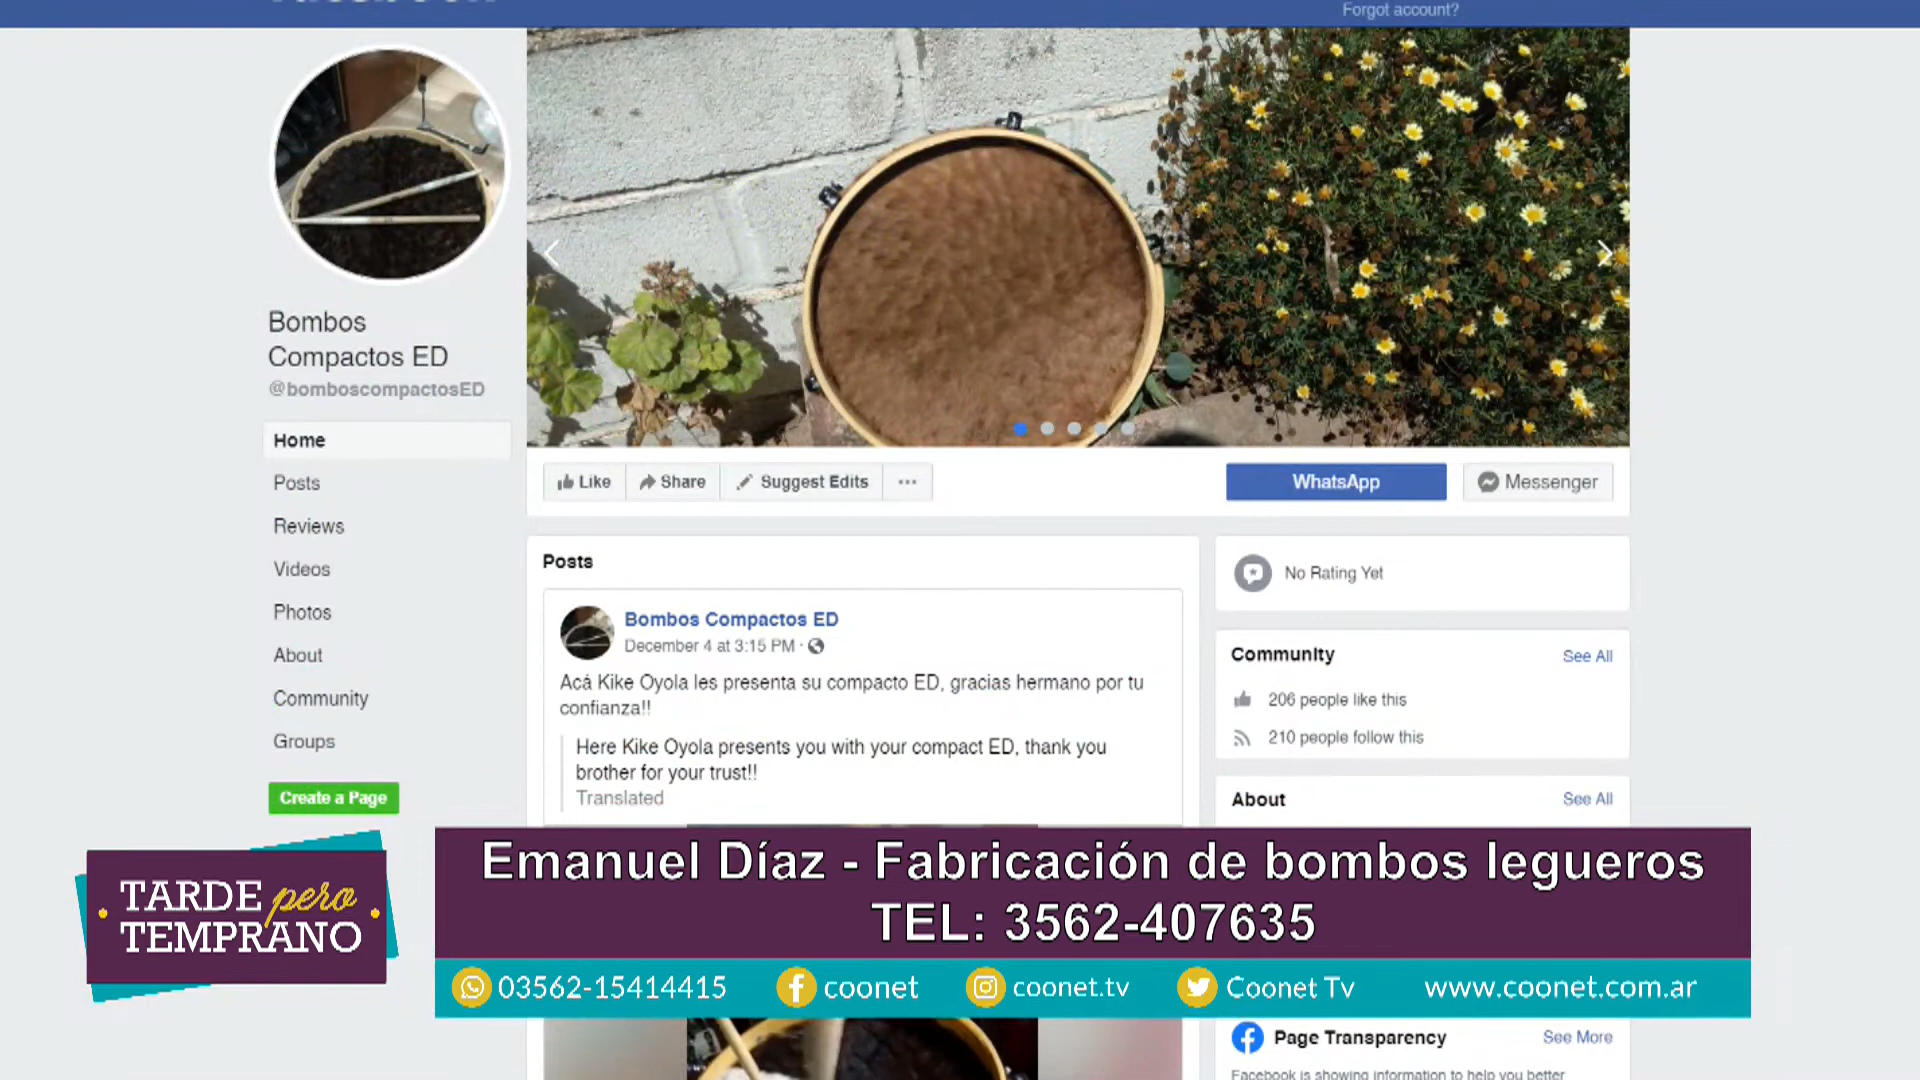 Forgot account?
Bombos
Compactos ED
@bomboscompactosED
Home
Posts
Reviews
Videos
Photos
About
Community
Groups
Create a Page
Like
Share
Suggest Edits
...
WhatsApp
Messenger
Posts
Bombos Compactos ED
December 4 at 3:15 PM ·
Acá Kike Oyola les presenta su compacto ED, gracias hermano por tu
confianza!!
Here Kike Oyola presents you with your compact ED, thank you
brother for your trust!!
Translated
No Rating Yet
Community
See All
206 people like this
210 people follow this
About
See All
TARDE pero
TEMPRANO
Emanuel Díaz - Fabricación de bombos legueros
TEL: 3562-407635
03562-15414415
coonet
coonet.tv
Coonet Tv
www.coonet.com.ar
Page Transparency
See More
Facebook is showing information to help you better